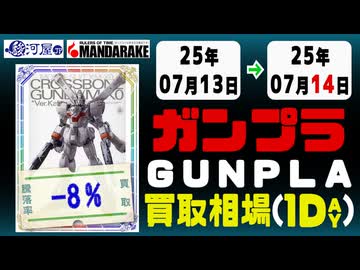 駿河屋
RULERS OF TIME
MANDARAKE
25年
07月13日
25年
07月14日
CROSSBONE
GUNDAM X-0
"Ver.Ka"
-8%
買取
騰落率
ガンプラ
GUNPLA
買取相場(1DAY)